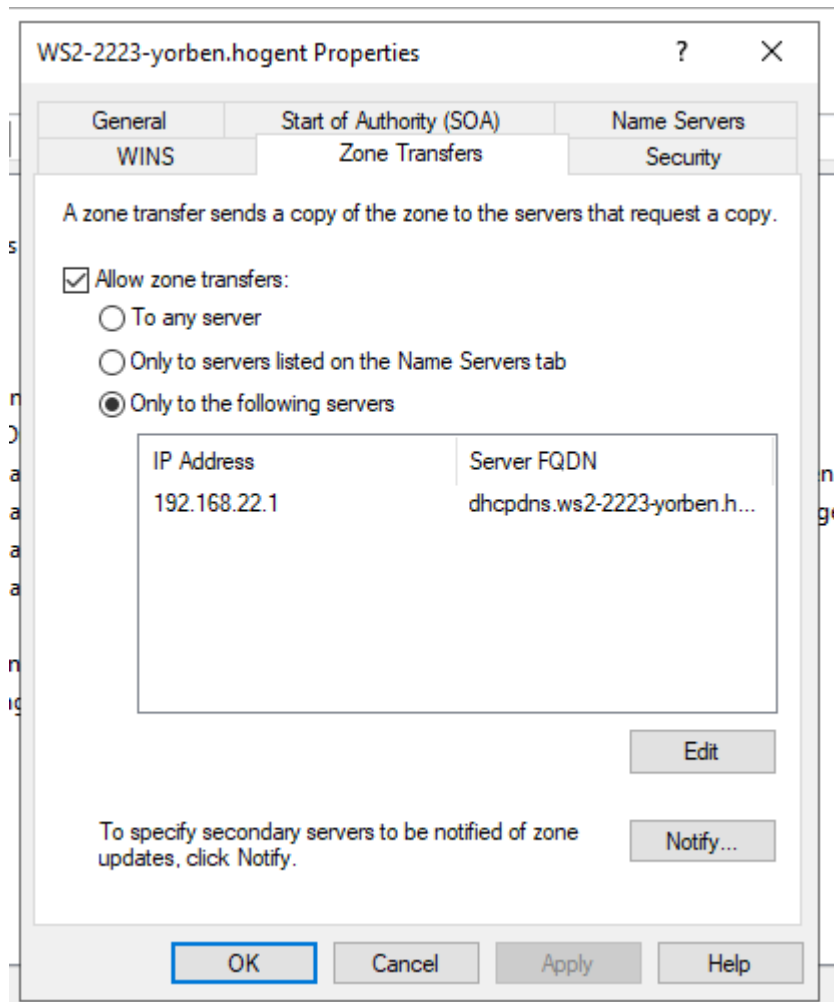 WS2-2223-yorben.hogent Properties
? X
General Start of Authority (SOA) Name Servers
WINS Zone Transfers Security
A zone transfer sends a copy of the zone to the servers that request a copy.
Allow zone transfers:
To any server
Only to servers listed on the Name Servers tab
Only to the following servers
IP Address Server FQDN
192.168.22.1 dhcpdns.ws2-2223-yorben.h...
Edit
To specify secondary servers to be notified of zone
updates, click Notify.
Notify...
OK Cancel Apply Help